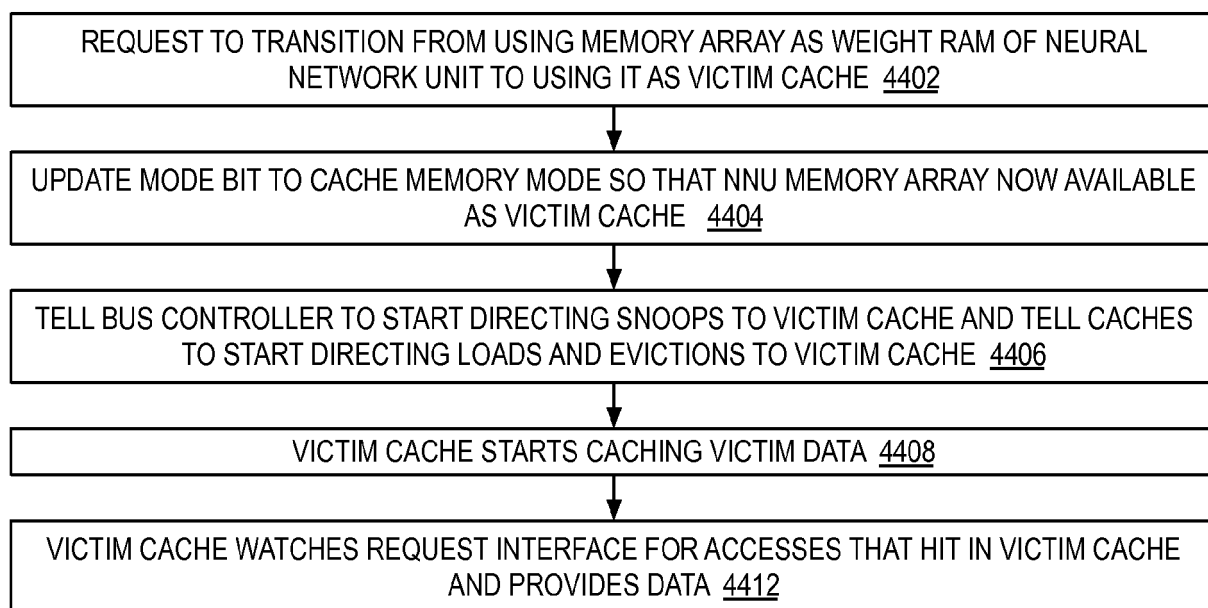 REQUEST TO TRANSITION FROM USING MEMORY ARRAY AS WEIGHT RAM OF NEURAL
NETWORK UNIT TO USING IT AS VICTIM CACHE 4402
UPDATE MODE BIT TO CACHE MEMORY MODE SO THAT NNU MEMORY ARRAY NOW AVAILABLE
AS VICTIM CACHE 4404
TELL BUS CONTROLLER TO START DIRECTING SNOOPS TO VICTIM CACHE AND TELL CACHES
TO START DIRECTING LOADS AND EVICTIONS TO VICTIM CACHE 4406
VICTIM CACHE STARTS CACHING VICTIM DATA 4408
VICTIM CACHE WATCHES REQUEST INTERFACE FOR ACCESSES THAT HIT IN VICTIM CACHE
AND PROVIDES DATA 4412